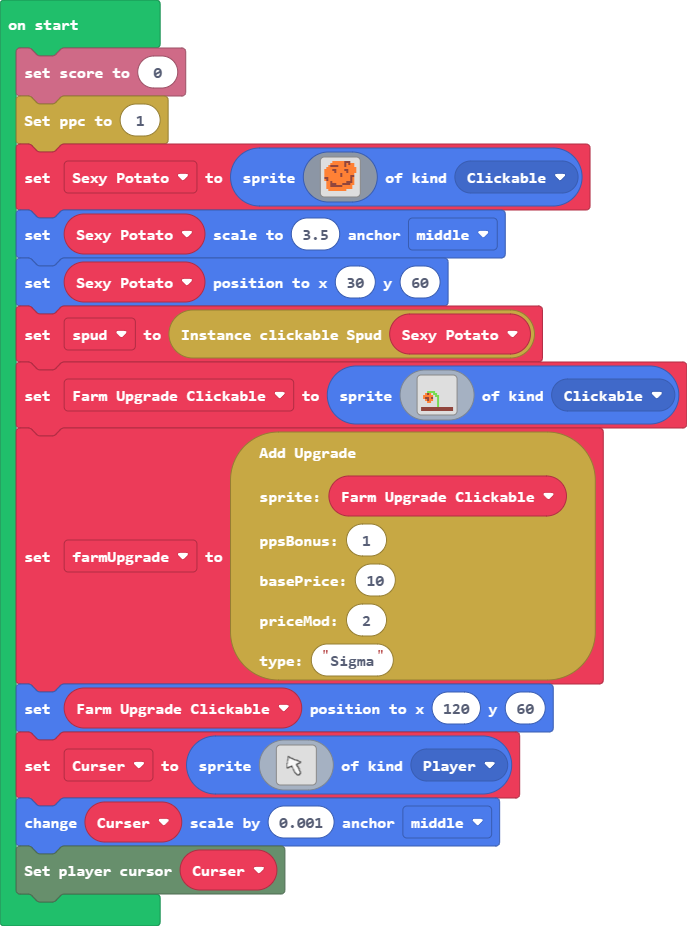 on start
set score to 0
Set ppc to 1
set Sexy Potato to sprite of kind Clickable
set Sexy Potato scale to 3.5 anchor middle
set Sexy Potato position to x 30 y 60
set spud to Instance clickable Spud Sexy Potato
set Farm Upgrade Clickable to sprite of kind Clickable
Add Upgrade
sprite: Farm Upgrade Clickable
ppsBonus: 1
set farmUpgrade to
basePrice: 10
priceMod: 2
type: "Sigma"
set Farm Upgrade Clickable position to x 120 y 60
set Curser to sprite of kind Player
change Curser scale by 0.001 anchor middle
Set player cursor Curser